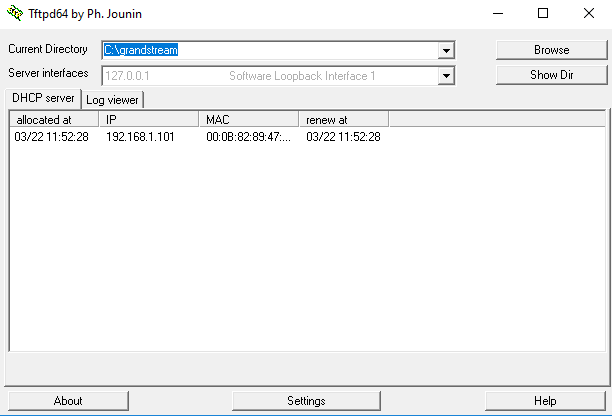 Tftpd64 by Ph. Jounin
Current Directory C:\grandstream Browse
Server interfaces 127.0.0.1 Software Loopback Interface 1 Show Dir
DHCP server Log viewer
allocated at IP MAC renew at
03/22 11:52:28 192.168.1.101 00:0B:82:89:47:... 03/22 11:52:28
About Settings Help